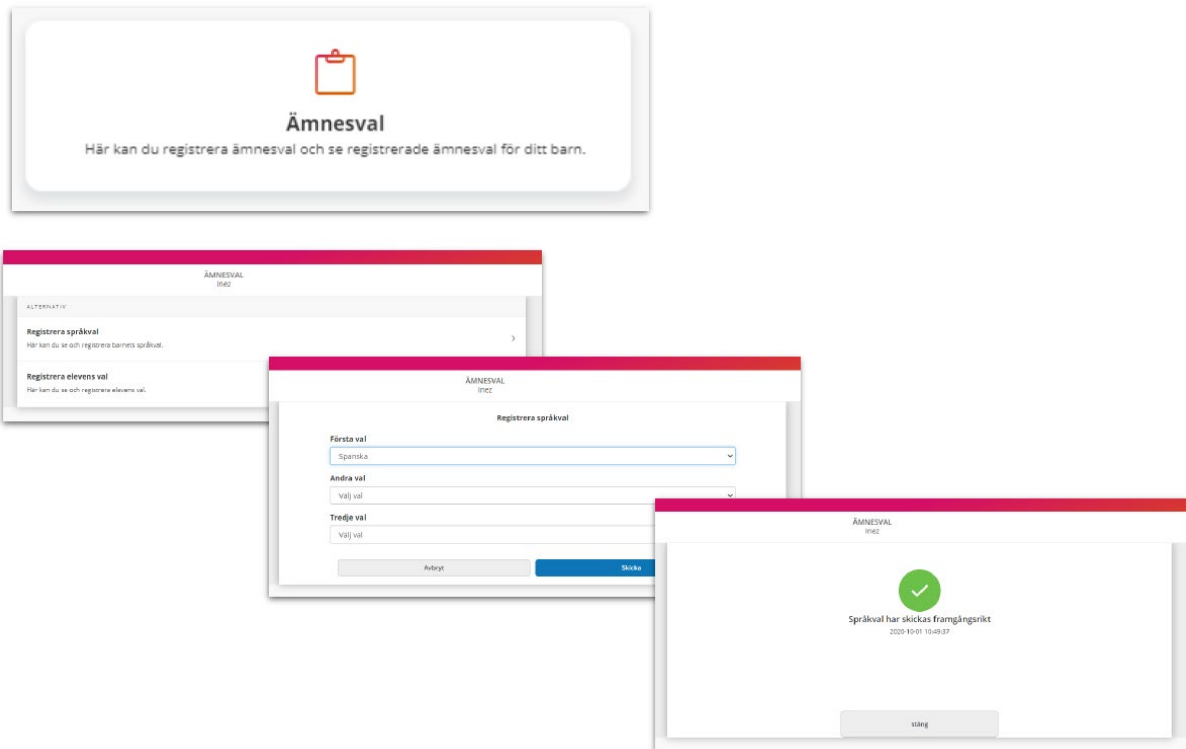 Ämnesval
Här kan du registrera ämnesval och se registrerade ämnesval för ditt barn.
ÄMNESVAL
Inez
ALTERNATIV
Registrera språkval
Här kan du se och registrera barnets språkval.
Registrera elevens val
Här kan du se och registrera elevens val.
ÄMNESVAL
Inez
Registrera språkval
Första val
Spanska
Andra val
Välj val
Tredje val
Välj val
Avbryt
Skicka
ÄMNESVAL
Inez
Språkval har skickas framgångsrikt
2020-10-01 10:49:37
stäng